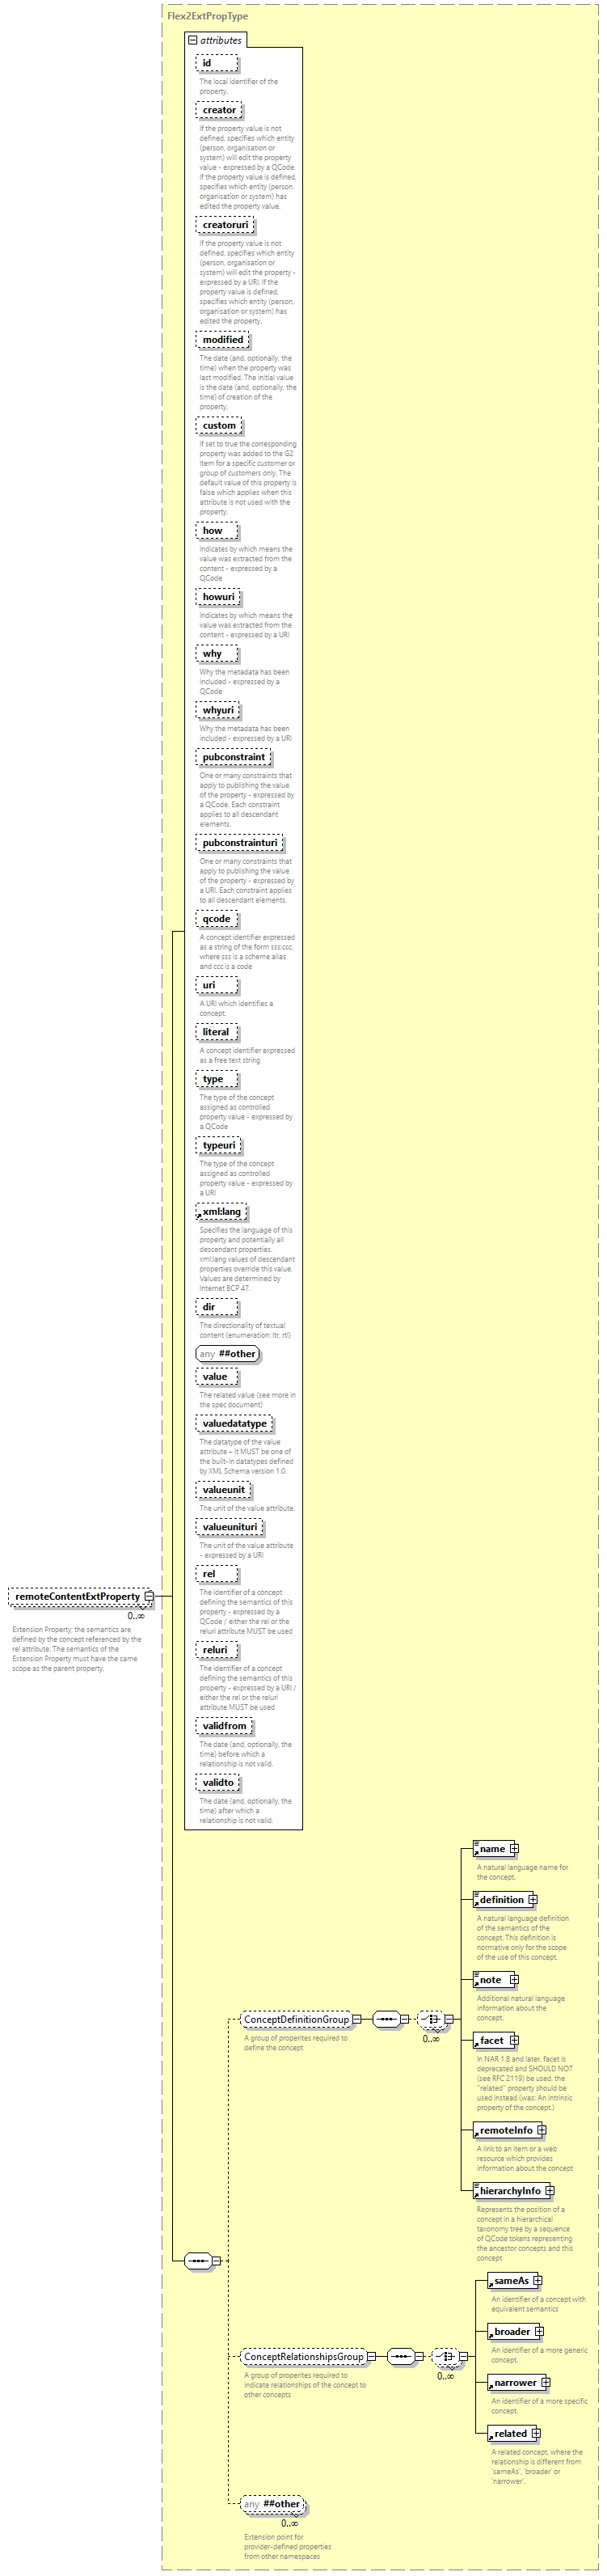 Flex2ExtPropType
attributes
id
The local identifier of the
property.
creator
If the property value is not
defined, specifies which entity
(person, organisation or
system) will edit the property
value - expressed by a QCode.
If the property value is defined,
specifies which entity (person,
organisation or system) has
edited the property value.
creatoruri
If the property value is not
defined, specifies which entity
(person, organisation or
system) will edit the property -
expressed by a URI. If the
property value is defined,
specifies which entity (person,
organisation or system) has
edited the property.
modified
The date (and, optionally, the
time) when the property was
last modified. The initial value
is the date (and, optionally, the
time) of creation of the
property.
custom
If set to true the corresponding
property was added to the G2
Item for a specific customer or
group of customers only. The
default value of this property is
false which applies when this
attribute is not used with the
property.
how
Indicates by which means the
value was extracted from the
content - expressed by a
QCode
howuri
Indicates by which means the
value was extracted from the
content - expressed by a URI
why
Why the metadata has been
included - expressed by a
QCode
whyuri
Why the metadata has been
included - expressed by a URI
pubconstraint
One or many constraints that
apply to publishing the value
of the property - expressed by
a QCode. Each constraint
applies to all descendant
elements.
pubconstrainturi
One or many constraints that
apply to publishing the value
of the property - expressed by
a URI. Each constraint applies
to all descendant elements.
qcode
A concept identifier expressed
as a string of the form sss:ccc,
where sss is a scheme alias
and ccc is a code
uri
A URI which identifies a
concept.
literal
A concept identifier expressed
as a free text string
type
The type of the concept
assigned as controlled
property value - expressed by
a QCode
typeuri
The type of the concept
assigned as controlled
property value - expressed by
a URI
xml:lang
Specifies the language of this
property and potentially all
descendant properties.
xml:lang values of descendant
properties override this value.
Values are determined by
Internet BCP 47.
dir
The directionality of textual
content (enumeration: ltr, rtl)
any ##other
value
The related value (see more in
the spec document)
valuedatatype
The datatype of the value
attribute – it MUST be one of
the built-in datatypes defined
by XML Schema version 1.0.
valueunit
The unit of the value attribute.
valueunituri
The unit of the value attribute
- expressed by a URI
rel
The identifier of a concept
defining the semantics of this
property - expressed by a
QCode / either the rel or the
reluri attribute MUST be used
reluri
The identifier of a concept
defining the semantics of this
property - expressed by a URI /
either the rel or the reluri
attribute MUST be used
validfrom
The date (and, optionally, the
time) before which a
relationship is not valid.
validto
The date (and, optionally, the
time) after which a
relationship is not valid.
remoteContentExtProperty
0..∞
Extension Property; the semantics are
defined by the concept referenced by the
rel attribute. The semantics of the
Extension Property must have the same
scope as the parent property.
name
A natural language name for
the concept.
definition
A natural language definition
of the semantics of the
concept. This definition is
normative only for the scope
of the use of this concept.
note
Additional natural language
information about the
concept.
ConceptDefinitionGroup
0..∞
A group of properites required to
define the concept
facet
In NAR 1.8 and later, facet is
deprecated and SHOULD NOT
(see RFC 2119) be used, the
"related" property should be
used instead (was: An intrinsic
property of the concept.)
remoteInfo
A link to an item or a web
resource which provides
information about the concept
hierarchyInfo
Represents the position of a
concept in a hierarchical
taxonomy tree by a sequence
of QCode tokens representing
the ancestor concepts and this
concept
sameAs
An identifier of a concept with
equivalent semantics
broader
An identifier of a more generic
concept.
ConceptRelationshipsGroup
0..∞
A group of properites required to
indicate relationships of the concept to
other concepts
narrower
An identifier of a more specific
concept.
related
A related concept, where the
relationship is different from
'sameAs', 'broader' or
'narrower'.
any ##other
0..∞
Extension point for
provider-defined properties
from other namespaces